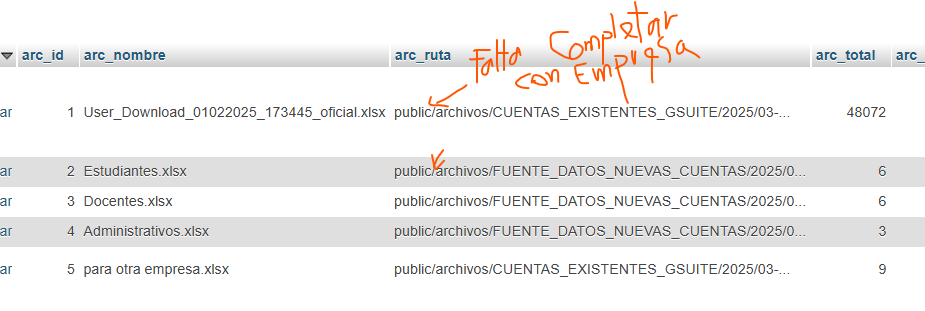 Falta Completar
con Empresa
arc_id arc_nombre arc_ruta arc_total arc_
ar 1 User_Download_01022025_173445_oficial.xlsx public/archivos/CUENTAS_EXISTENTES_GSUITE/2025/03-... 48072
ar 2 Estudiantes.xlsx public/archivos/FUENTE_DATOS_NUEVAS_CUENTAS/2025/0... 6
ar 3 Docentes.xlsx public/archivos/FUENTE_DATOS_NUEVAS_CUENTAS/2025/0... 6
ar 4 Administrativos.xlsx public/archivos/FUENTE_DATOS_NUEVAS_CUENTAS/2025/0... 3
ar 5 para otra empresa.xlsx public/archivos/CUENTAS_EXISTENTES_GSUITE/2025/03-... 9